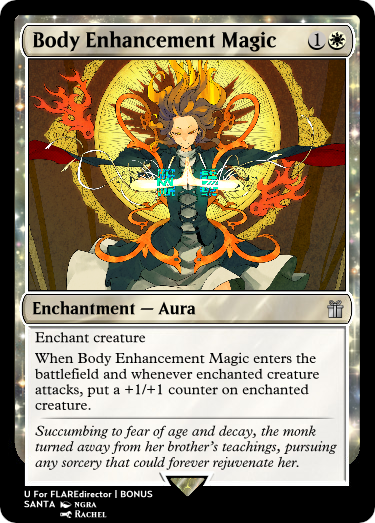 Body Enhancement Magic 1
Enchantment — Aura
Enchant creature
When Body Enhancement Magic enters the
battlefield and whenever enchanted creature
attacks, put a +1/+1 counter on enchanted
creature.
Succumbing to fear of age and decay, the monk
turned away from her brother's teachings, pursuing
any sorcery that could forever rejuvenate her.
U For FLAREdirector | BONUS
SANTA NGRA
RACHEL